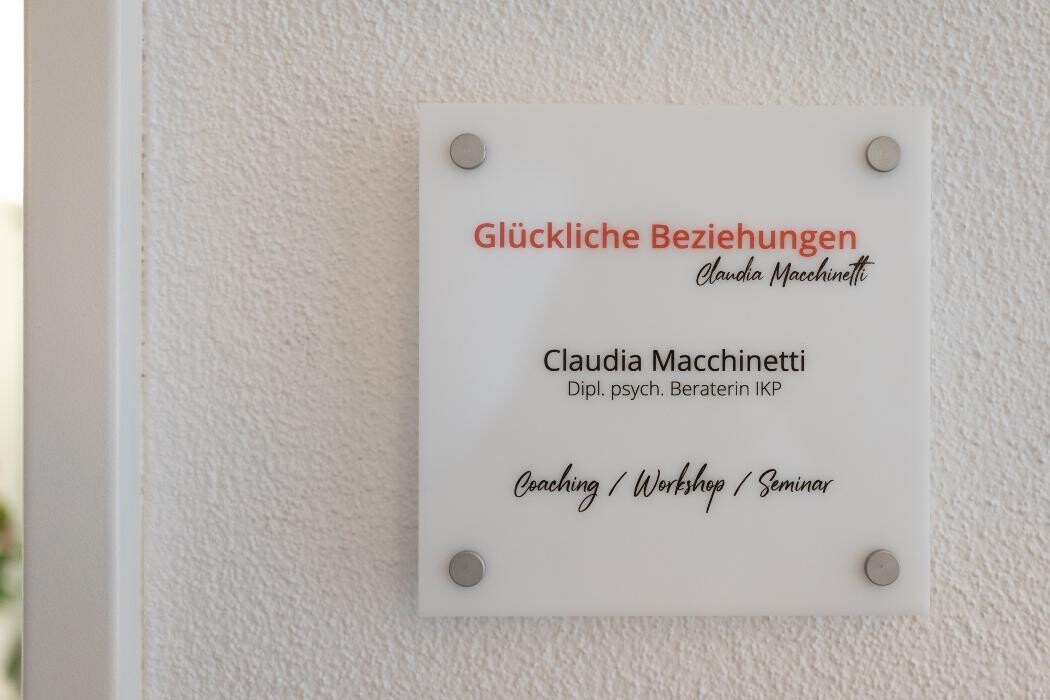 Glückliche Beziehungen
Claudia Macchinetti
Claudia Macchinetti
Dipl. psych. Beraterin IKP
Coaching / Workshop / Seminar